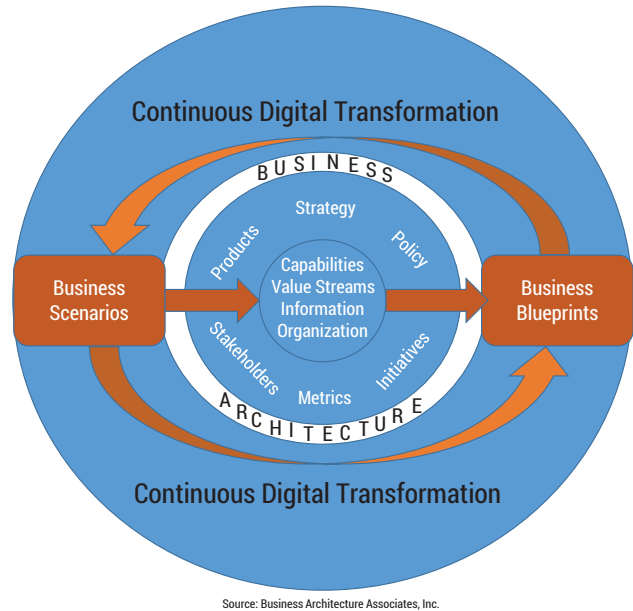 Continuous Digital Transformation
BUSINESS
Strategy
Products
Policy
Business
Scenarios
Capabilities
Value Streams
Information
Organization
Business
Blueprints
Stakeholders
Metrics
Initiatives
ARCHITECTURE
Continuous Digital Transformation
Source: Business Architecture Associates, Inc.